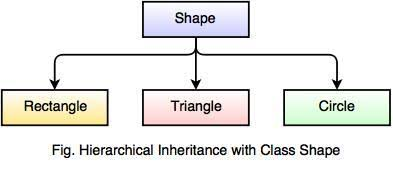 Shape
Rectangle
Triangle
Circle
Fig. Hierarchical Inheritance with Class Shape